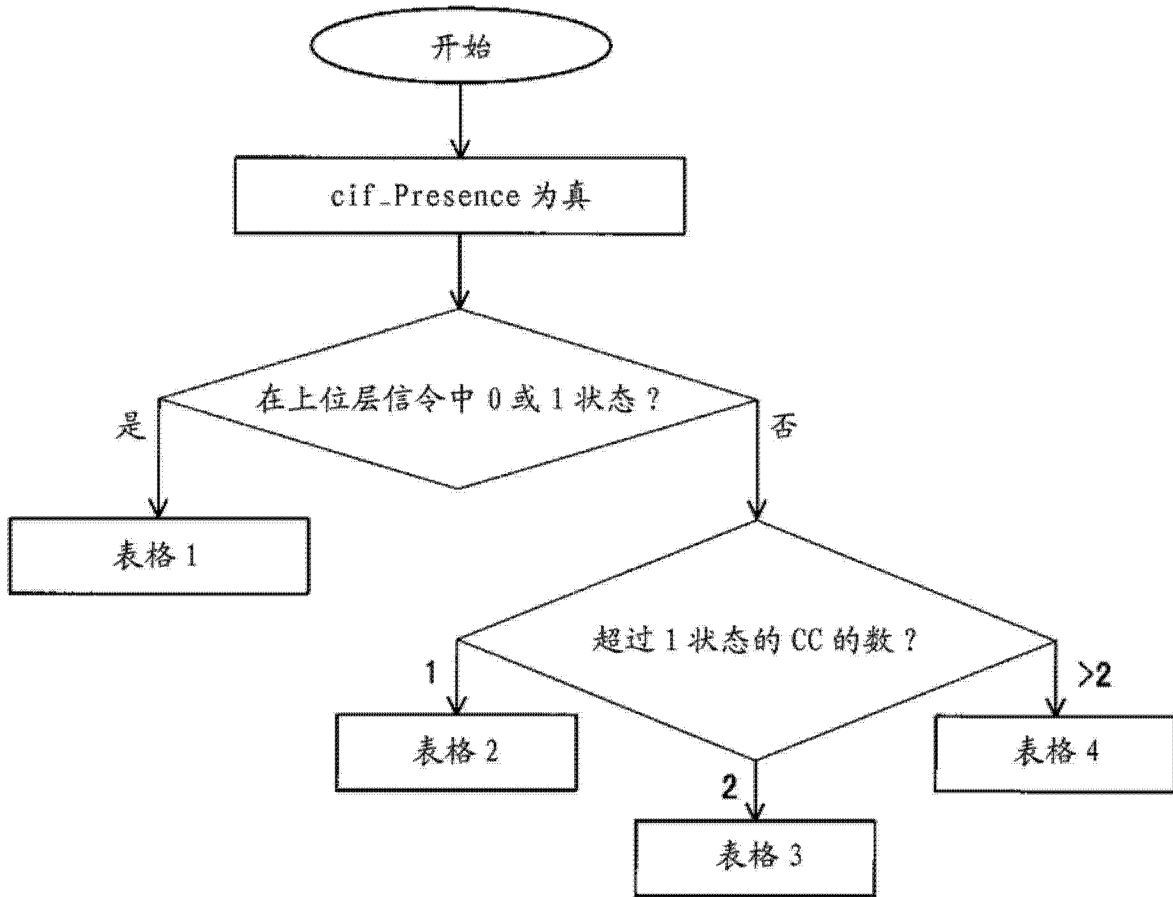 开始
cif_Presence 为真
在上位层信令中 0 或 1 状态？
是
否
表格 1
超过 1 状态的 CC 的数？
1
>2
表格 2
表格 4
2
表格 3